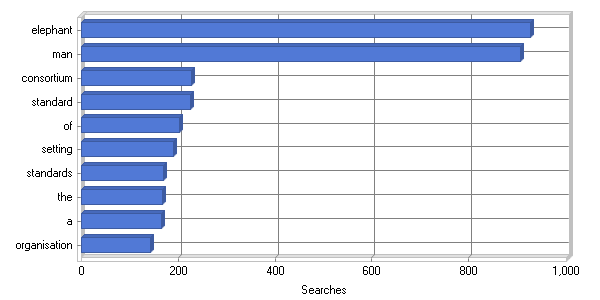 elephant
man
consortium
standard
of
setting
standards
the
a
organisation
0 200 400 600 800 1,000
Searches